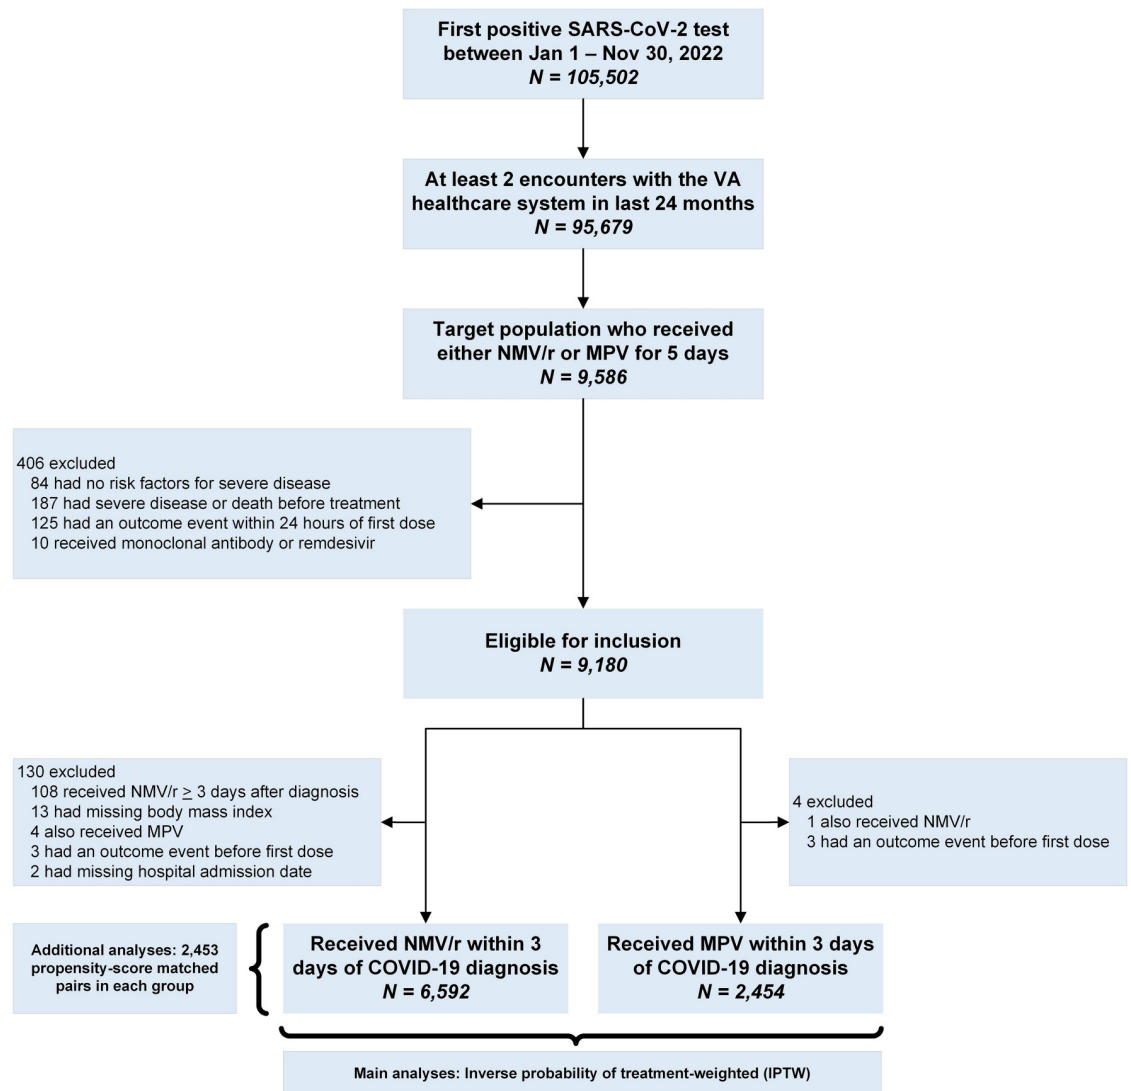 First positive SARS-CoV-2 test
between Jan 1 – Nov 30, 2022
N = 105,502
At least 2 encounters with the VA
healthcare system in last 24 months
N = 95,679
Target population who received
either NMV/r or MPV for 5 days
N = 9,586
406 excluded
84 had no risk factors for severe disease
187 had severe disease or death before treatment
125 had an outcome event within 24 hours of first dose
10 received monoclonal antibody or remdesivir
Eligible for inclusion
N = 9,180
130 excluded
108 received NMV/r ≥ 3 days after diagnosis
13 had missing body mass index
4 also received MPV
3 had an outcome event before first dose
2 had missing hospital admission date
4 excluded
1 also received NMV/r
3 had an outcome event before first dose
Additional analyses: 2,453
propensity-score matched
pairs in each group
Received NMV/r within 3
days of COVID-19 diagnosis
N = 6,592
Received MPV within 3 days
of COVID-19 diagnosis
N = 2,454
Main analyses: Inverse probability of treatment-weighted (IPTW)